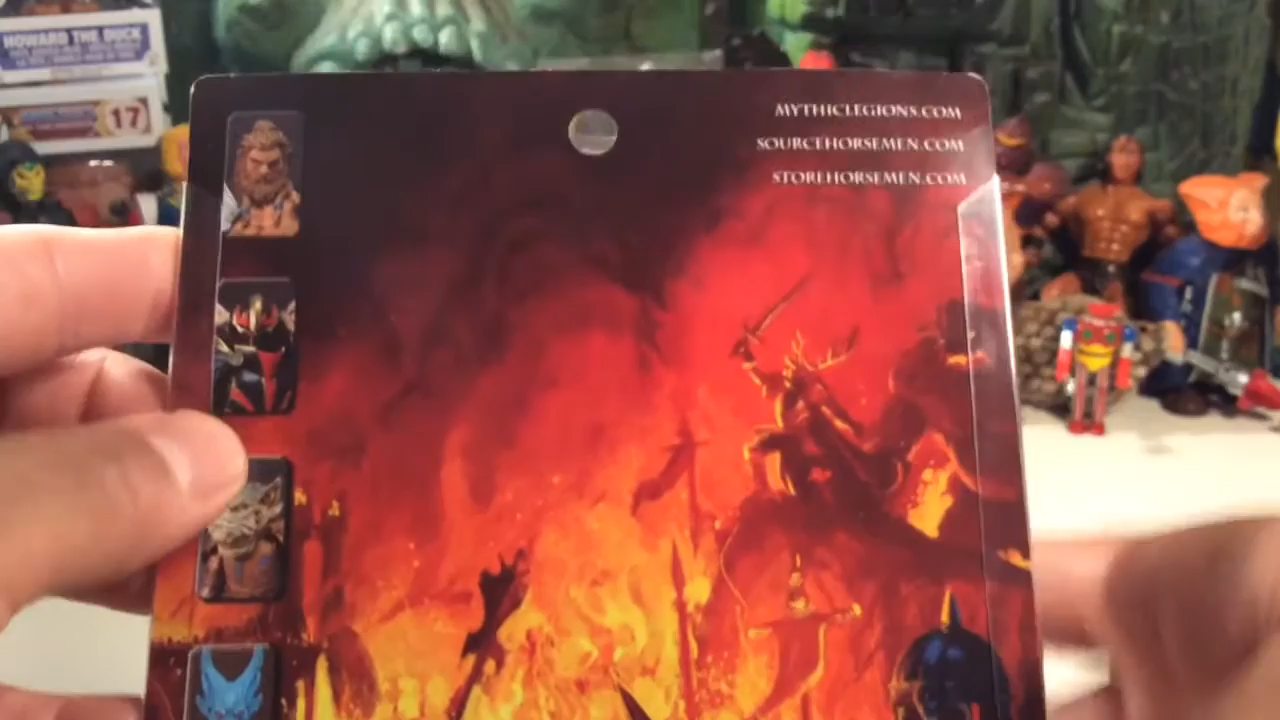 HOWARD THE DUCK
17
MYTHICLEGIONS.COM
SOURCEHORSEMEN.COM
STOREHORSEMEN.COM